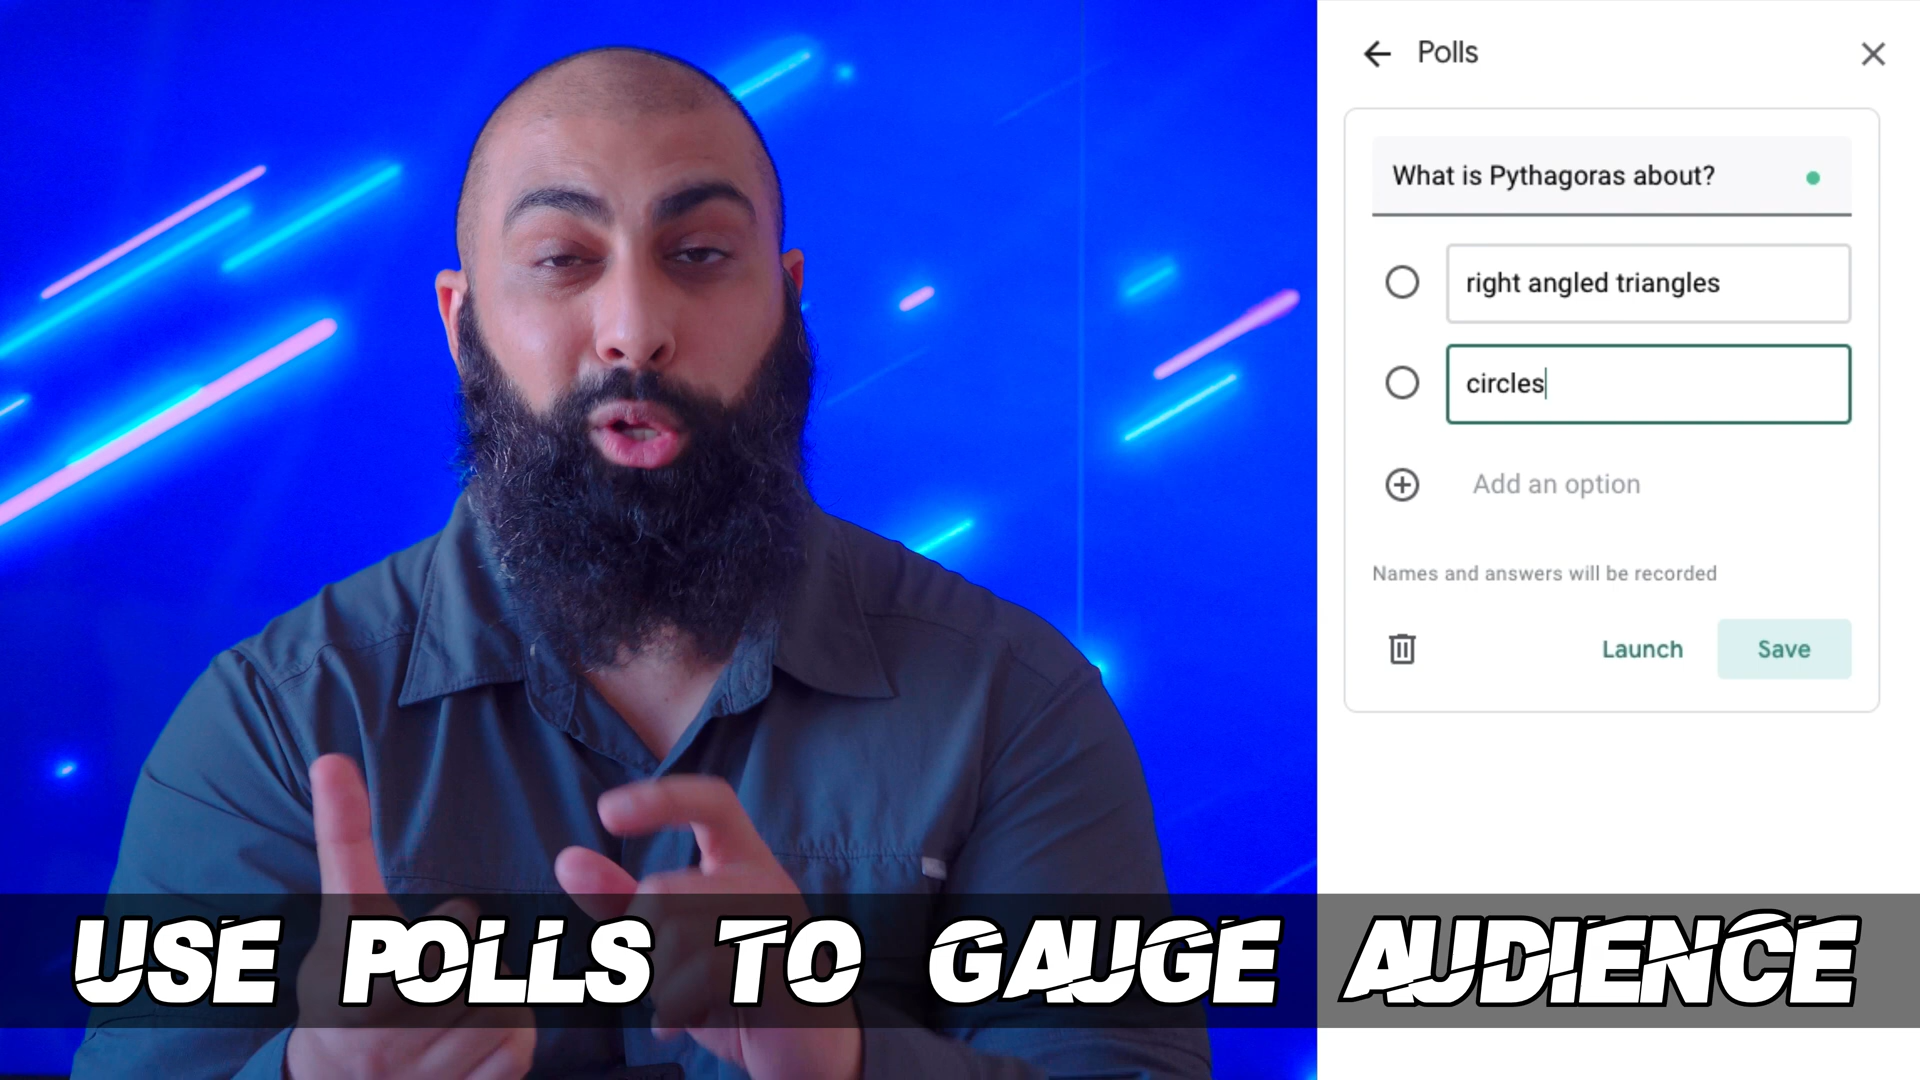 Polls
What is Pythagoras about?
right angled triangles
circles
Add an option
Names and answers will be recorded
Launch
Save
USE POLLS TO GAUGE AUDIENCE